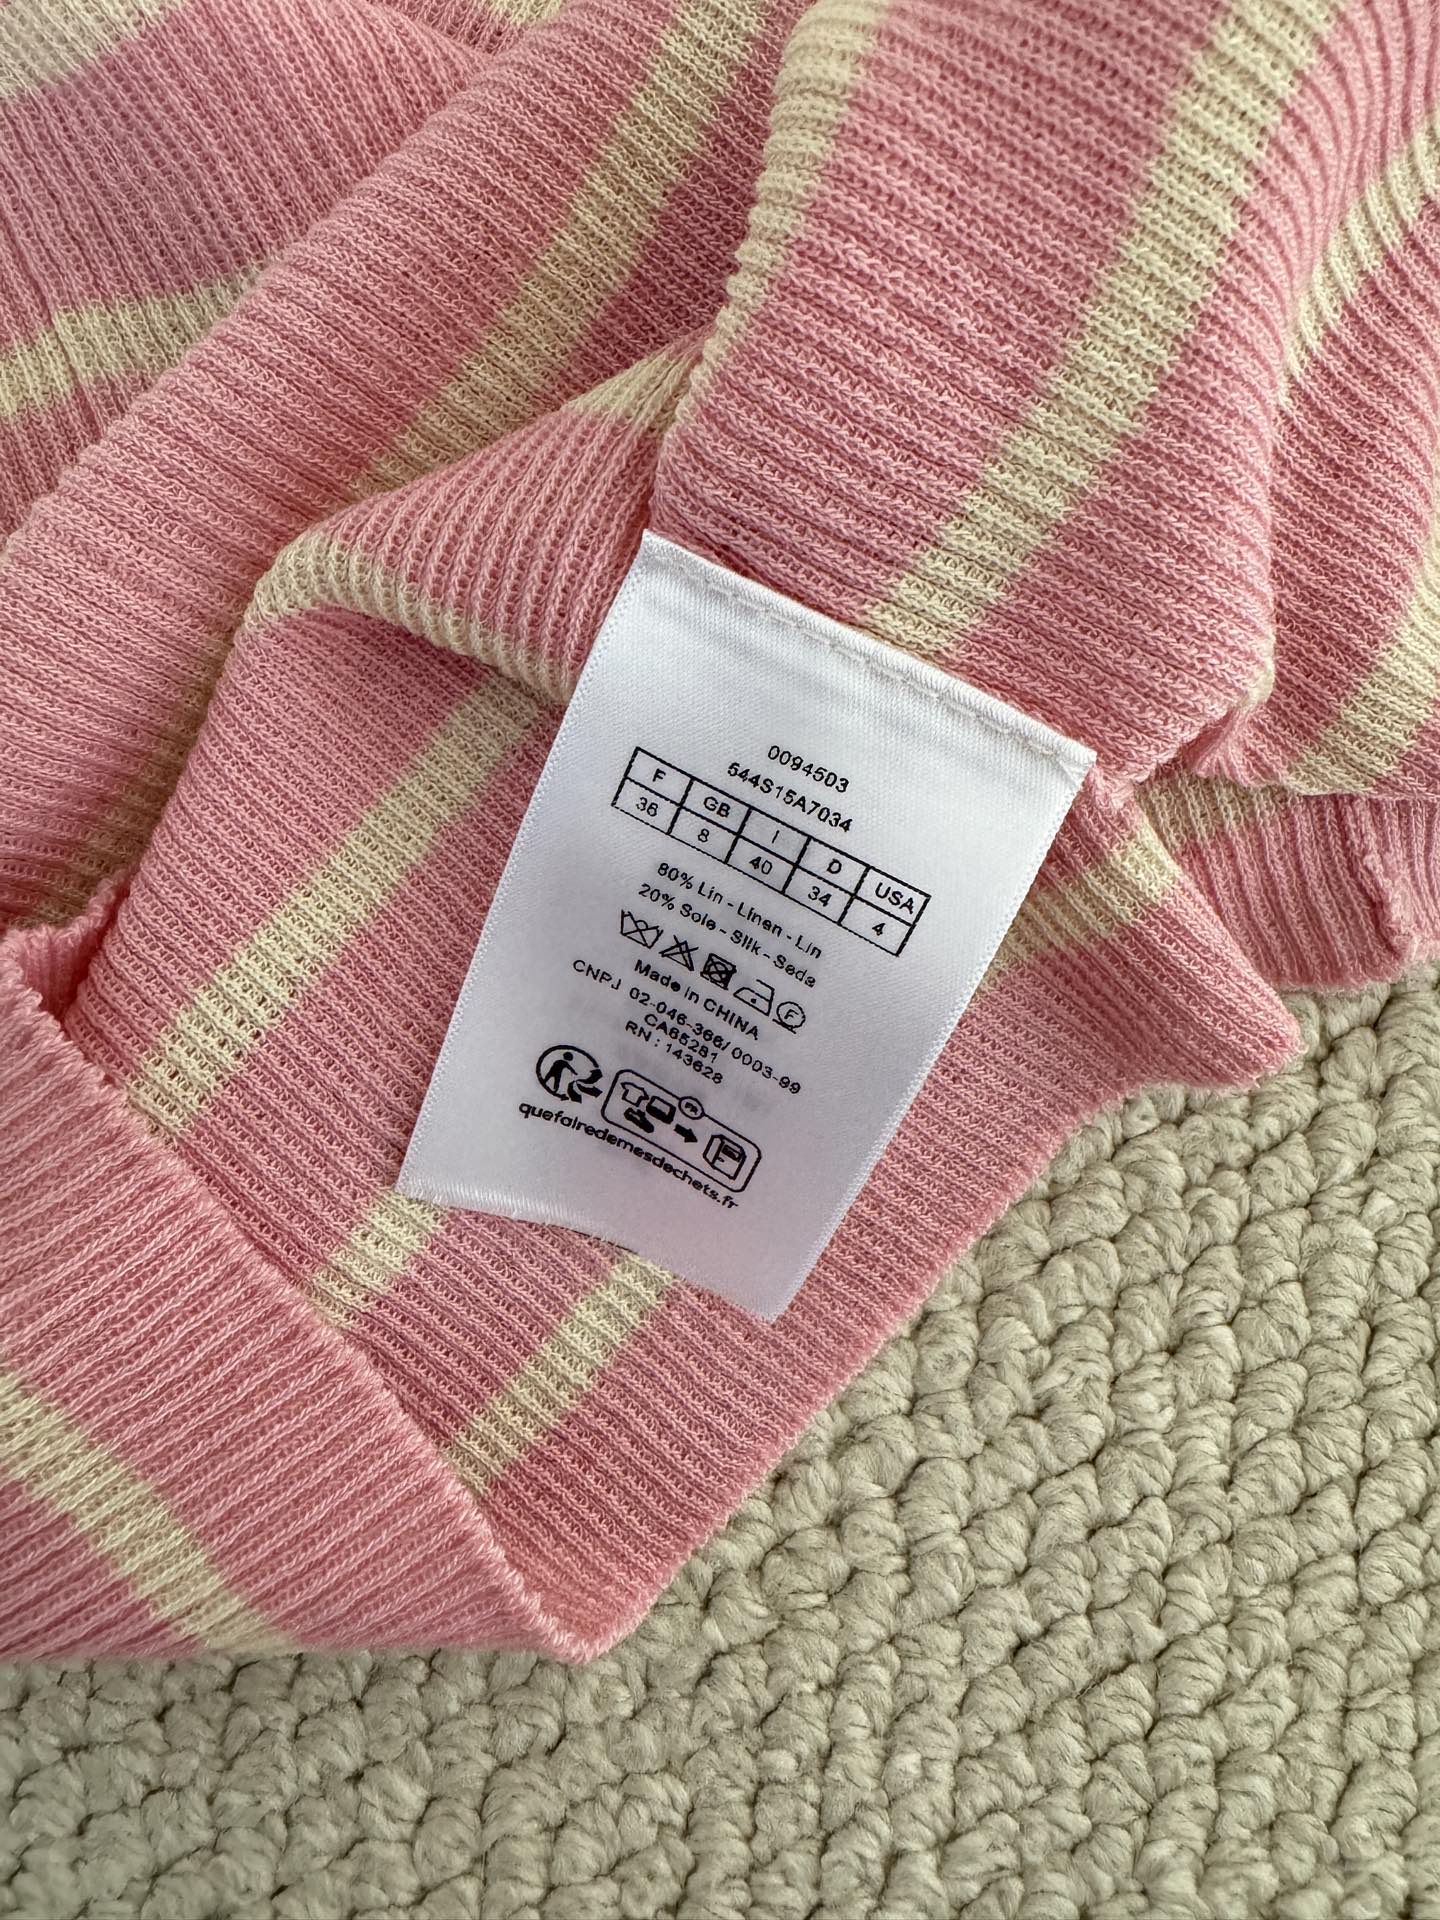 0094503
544S15A7034
F GB I D USA
36 8 40 34 4
80% Lin - Linen - Lin
20% Soie - Silk - Seda
F
Made in CHINA
CNPJ 02-046-366/0003-99
CA65281
RN : 143628
FR
quefairedemesdechets.fr